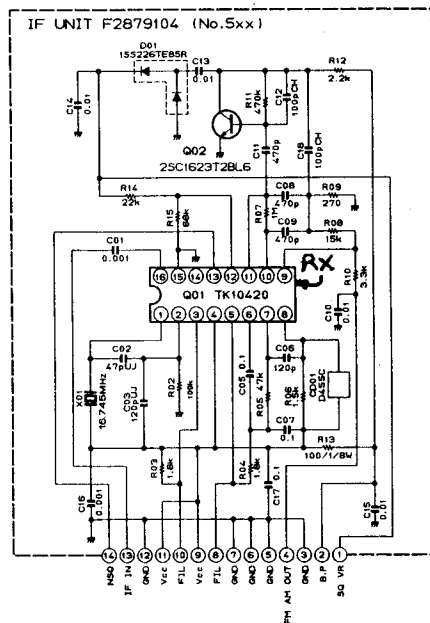 IF UNIT F2879104 (No.5xx)
D01
1SS226TE85R
C13
0.01
R12
2.2k
C14
0.01
R11
470k
C12
100pCH
Q02
2SC1623T2BL6
C11
470p
C18
100pCH
R14
22k
R15
68k
C08
470p
R07
1M
R09
270
C09
470p
R08
15k
C01
0.001
R10
3.3k
16 15 14 13 12 11 10 9
RX
Q01 TK10420
C10
0.01
1 2 3 4 5 6 7 8
C02
47pUJ
C03
120pUJ
X01
16.745MHz
R02
100k
C05 0.1
R05 47k
C06
120p
R06
1.5k
CD01
D455C
C07
0.1
R13
100/1/8W
R03
1.8k
R04
1.8k
C17 0.1
C16
0.001
C15
0.01
14 13 12 11 10 9 8 7 6 5 4 3 2 1
NSQ
IF IN
GND
Vcc
FIL
Vcc
FIL
GND
GND
GND
FM AM OUT
GND
B.P
SQ VR